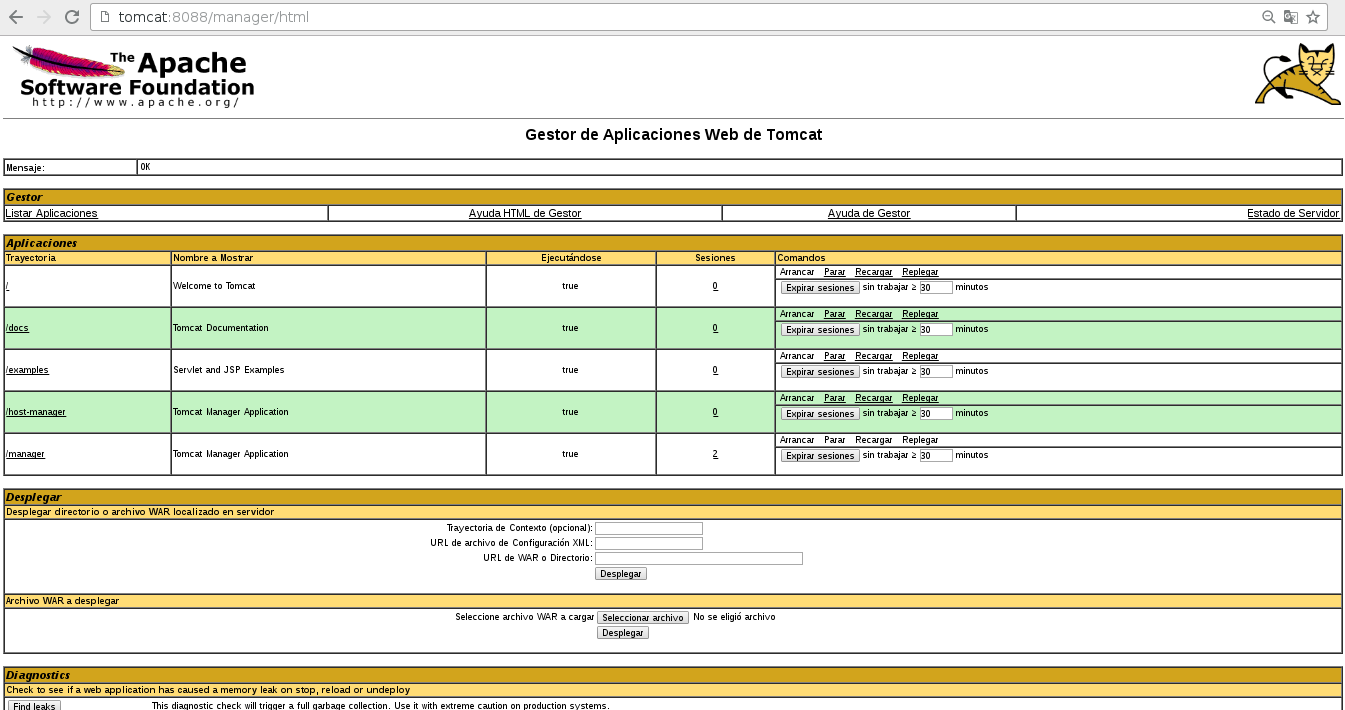 tomcat:8088/manager/html
The Apache
Software Foundation
http://www.apache.org/
Gestor de Aplicaciones Web de Tomcat
Mensaje: OK
Gestor
Listar Aplicaciones Ayuda HTML de Gestor Ayuda de Gestor Estado de Servidor
Aplicaciones
Trayectoria Nombre a Mostrar Ejecutándose Sesiones Comandos
Arrancar Parar Recargar Replegar
/ Welcome to Tomcat true 0
Expirar sesiones sin trabajar ≥ 30 minutos
Arrancar Parar Recargar Replegar
/docs Tomcat Documentation true 0
Expirar sesiones sin trabajar ≥ 30 minutos
Arrancar Parar Recargar Replegar
/examples Servlet and JSP Examples true 0
Expirar sesiones sin trabajar ≥ 30 minutos
Arrancar Parar Recargar Replegar
/host-manager Tomcat Manager Application true 0
Expirar sesiones sin trabajar ≥ 30 minutos
Arrancar Parar Recargar Replegar
/manager Tomcat Manager Application true 2
Expirar sesiones sin trabajar ≥ 30 minutos
Desplegar
Desplegar directorio o archivo WAR localizado en servidor
Trayectoria de Contexto (opcional):
URL de archivo de Configuración XML:
URL de WAR o Directorio:
Desplegar
Archivo WAR a desplegar
Seleccione archivo WAR a cargar Seleccionar archivo No se eligió archivo
Desplegar
Diagnostics
Check to see if a web application has caused a memory leak on stop, reload or undeploy
Find leaks This diagnostic check will trigger a full garbage collection. Use it with extreme caution on production systems.